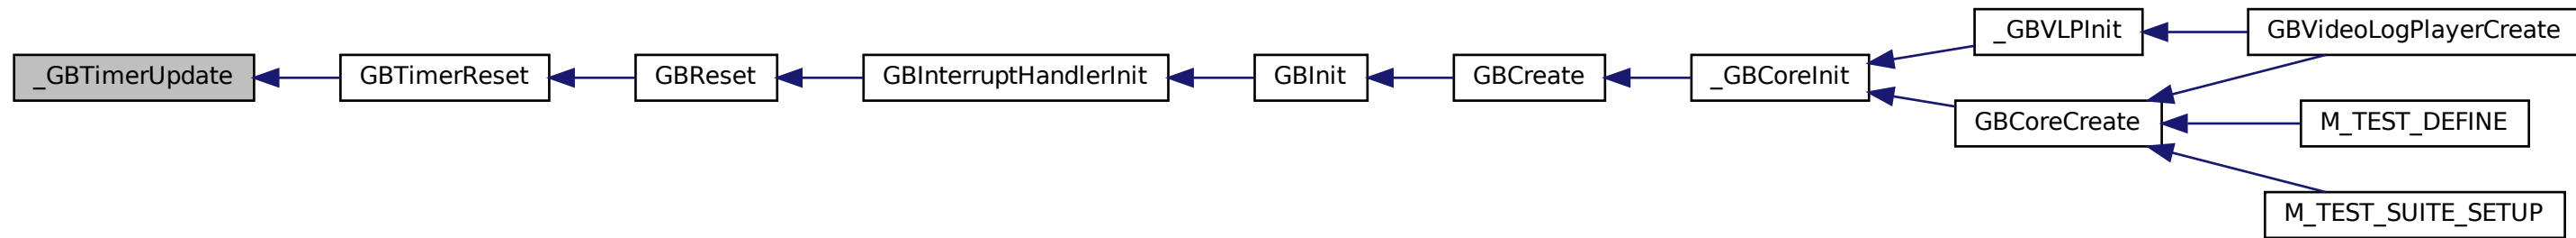 _GBTimerUpdate
GBTimerReset
GBReset
GBInterruptHandlerInit
GBInit
GBCreate
_GBCoreInit
_GBVLPInit
GBVideoLogPlayerCreate
GBCoreCreate
M_TEST_DEFINE
M_TEST_SUITE_SETUP